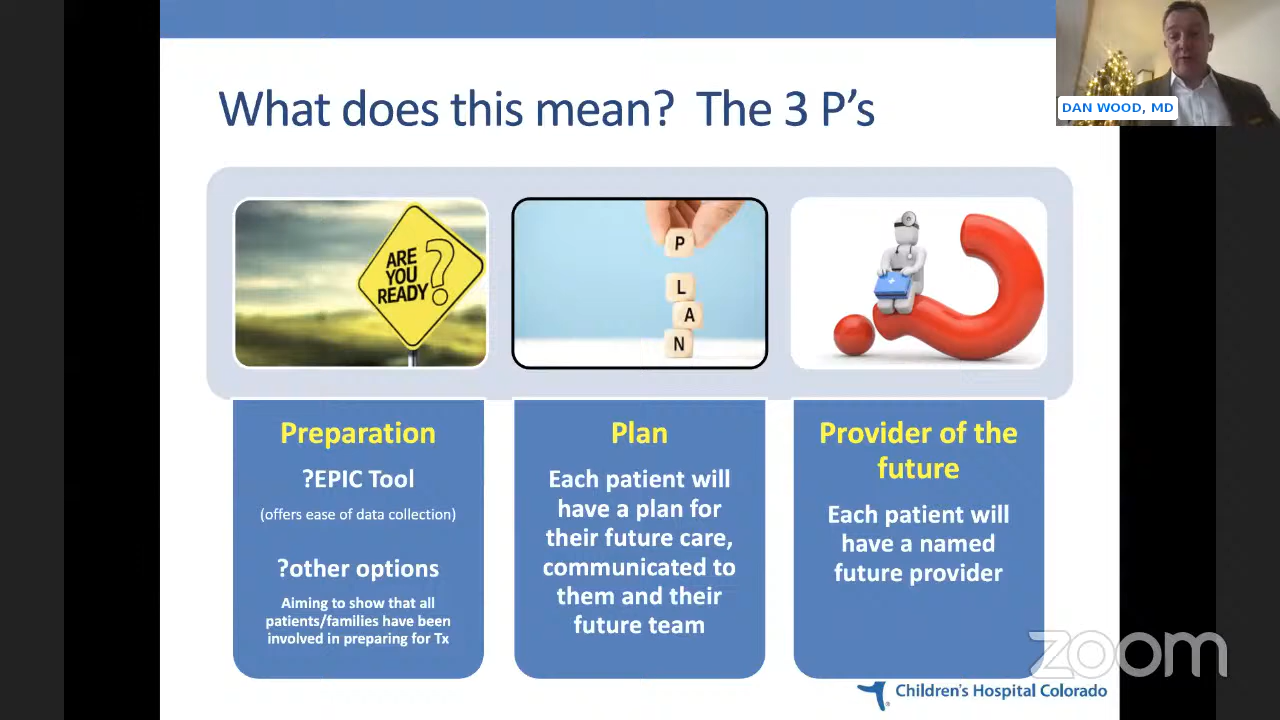 DAN WOOD, MD
What does this mean? The 3 P's
ARE
YOU
READY
?
P
L
A
N
Preparation
?EPIC Tool
(offers ease of data collection)
?other options
Aiming to show that all
patients/families have been
involved in preparing for Tx
Plan
Each patient will
have a plan for
their future care,
communicated to
them and their
future team
Provider of the
future
Each patient will
have a named
future provider
zoom
Children's Hospital Colorado